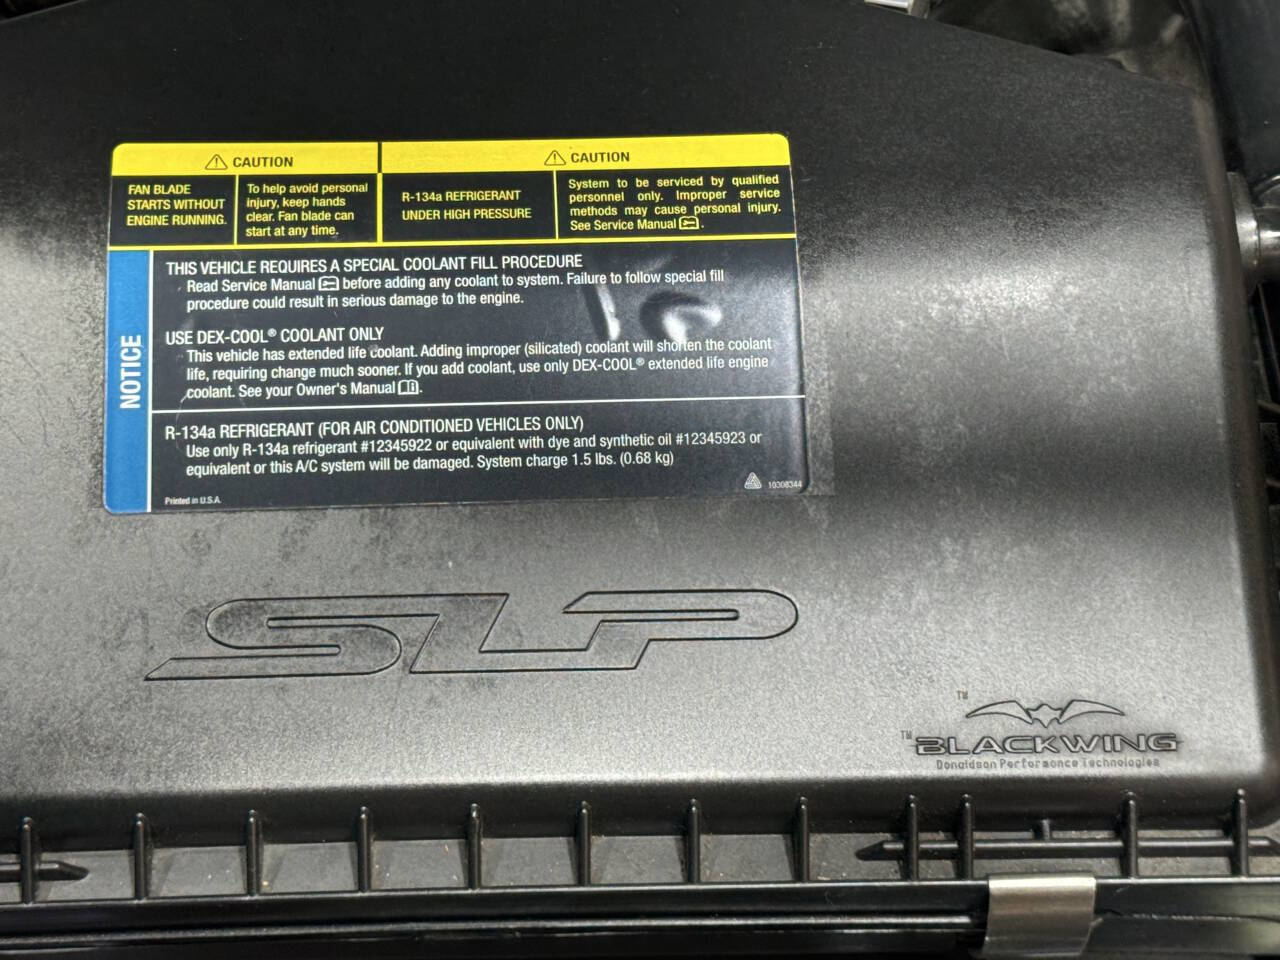 CAUTION
FAN BLADE
STARTS WITHOUT
ENGINE RUNNING.
To help avoid personal
injury, keep hands
clear. Fan blade can
start at any time.
CAUTION
R-134a REFRIGERANT
UNDER HIGH PRESSURE
System to be serviced by qualified
personnel only. Improper service
methods may cause personal injury.
See Service Manual.
NOTICE
THIS VEHICLE REQUIRES A SPECIAL COOLANT FILL PROCEDURE
Read Service Manual before adding any coolant to system. Failure to follow special fill
procedure could result in serious damage to the engine.
USE DEX-COOL® COOLANT ONLY
This vehicle has extended life coolant. Adding improper (silicated) coolant will shorten the coolant
life, requiring change much sooner. If you add coolant, use only DEX-COOL® extended life engine
coolant. See your Owner's Manual.
R-134a REFRIGERANT (FOR AIR CONDITIONED VEHICLES ONLY)
Use only R-134a refrigerant #12345922 or equivalent with dye and synthetic oil #12345923 or
equivalent or this A/C system will be damaged. System charge 1.5 lbs. (0.68 kg)
Printed in U.S.A.
10308344
SLP
TM
TM BLACKWING
Donaldson Performance Technologies